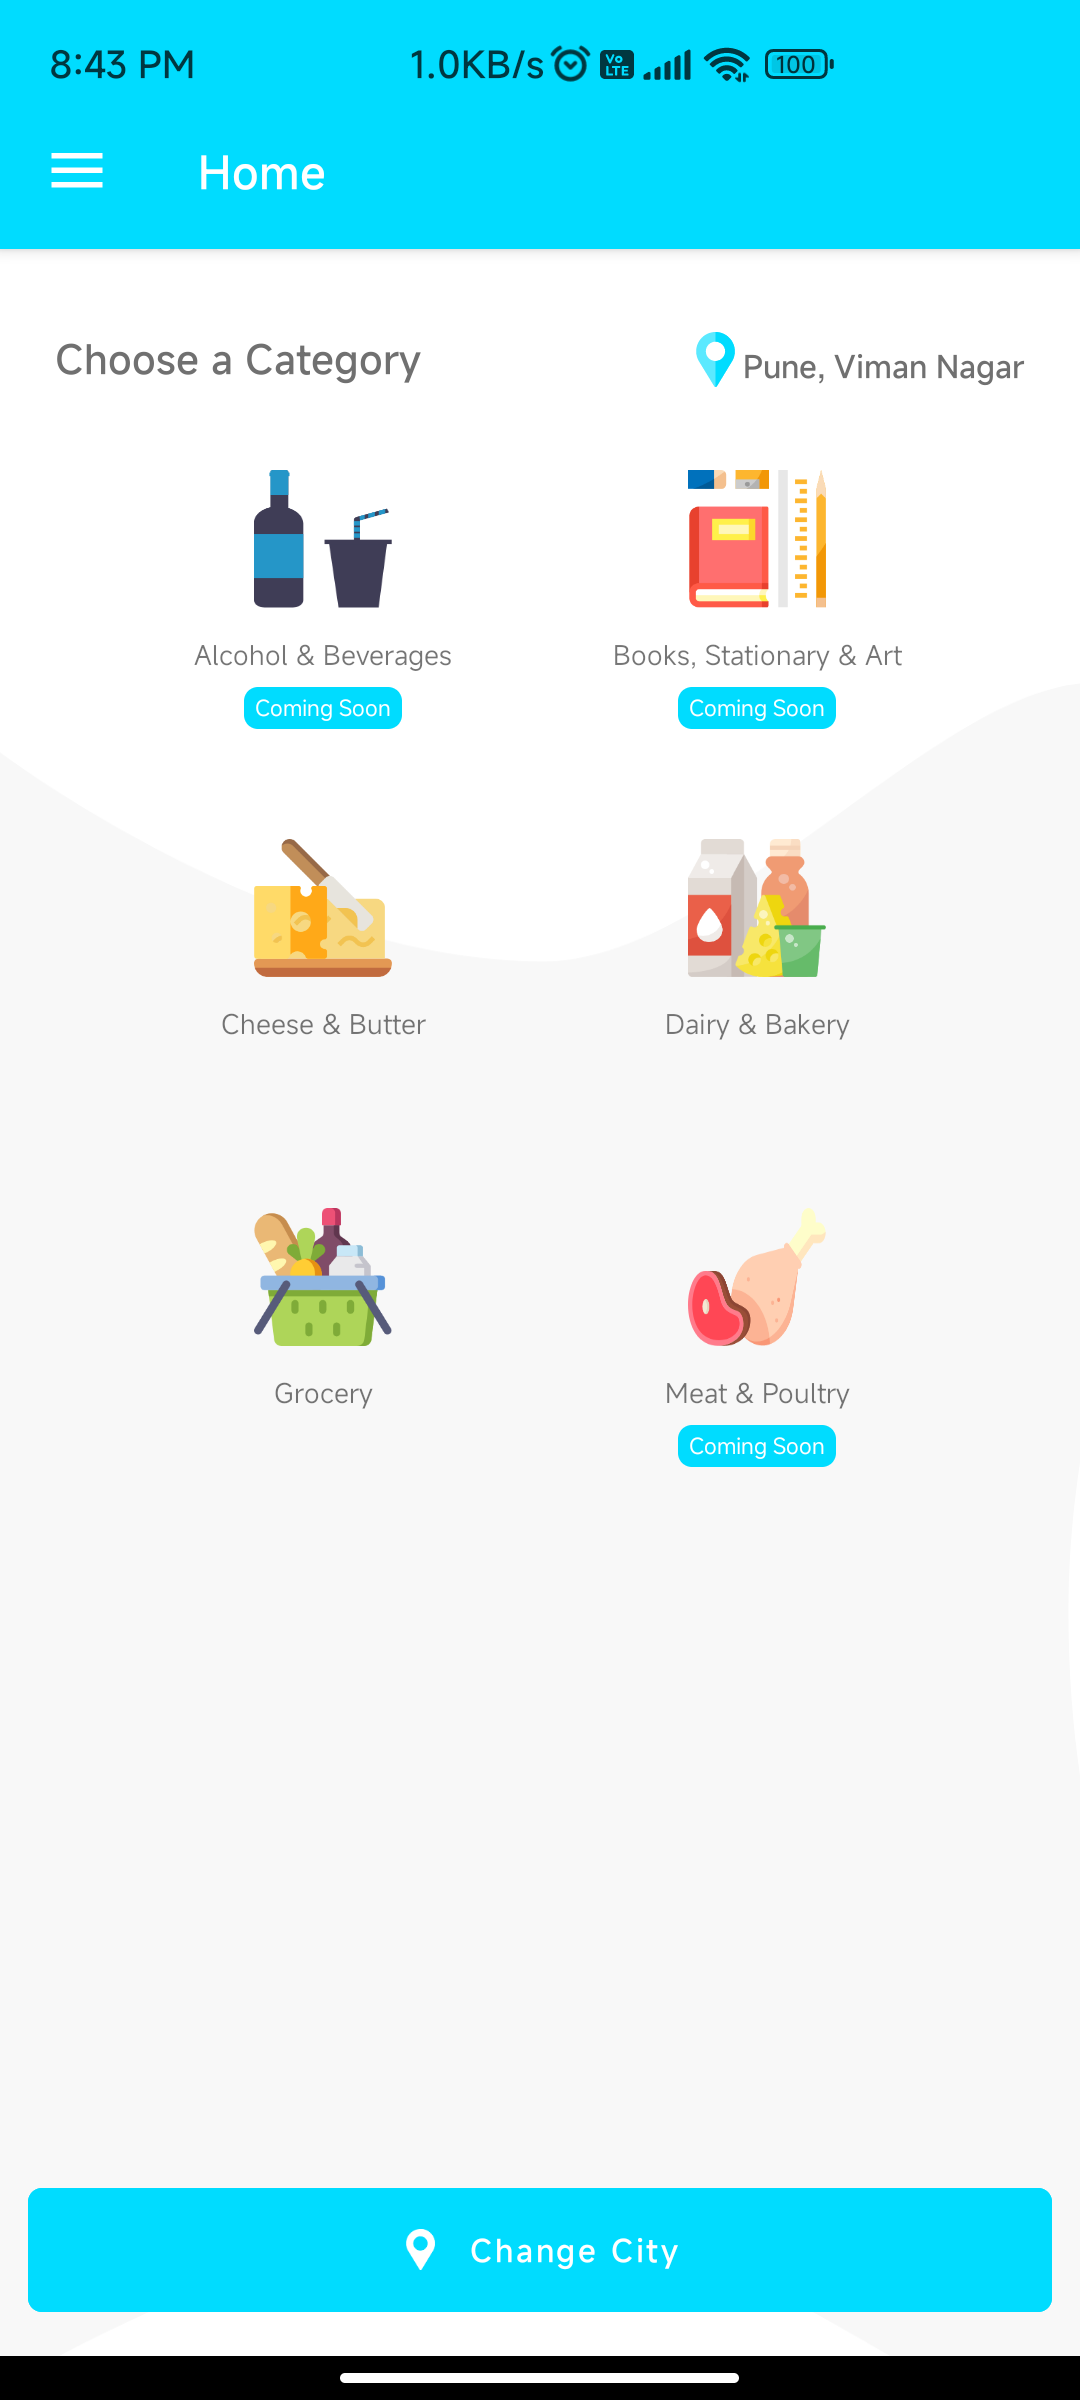 8:43 PM
1.0KB/s
Vo
LTE
100
Home
Choose a Category
Pune, Viman Nagar
Alcohol & Beverages
Coming Soon
Books, Stationary & Art
Coming Soon
Cheese & Butter
Dairy & Bakery
Grocery
Meat & Poultry
Coming Soon
Change City